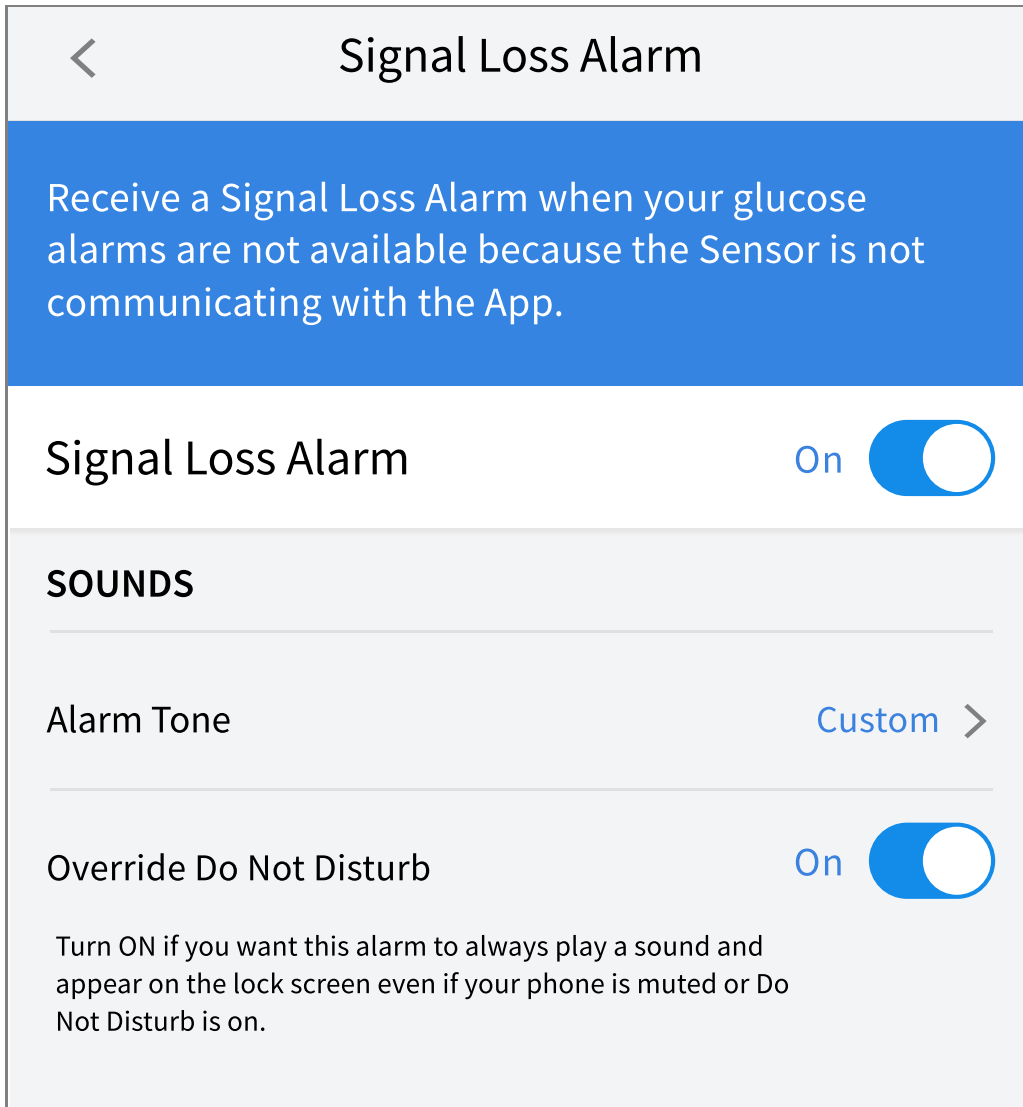 Signal Loss Alarm
Receive a Signal Loss Alarm when your glucose
alarms are not available because the Sensor is not
communicating with the App.
Signal Loss Alarm On
SOUNDS
Alarm Tone Custom
Override Do Not Disturb On
Turn ON if you want this alarm to always play a sound and
appear on the lock screen even if your phone is muted or Do
Not Disturb is on.